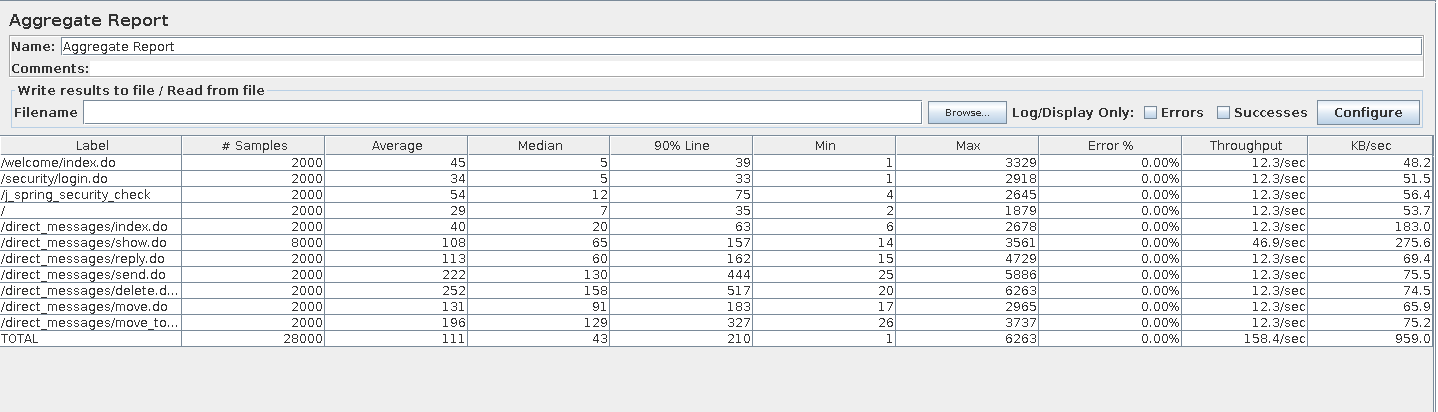 Aggregate Report
Name: Aggregate Report
Comments:
Write results to file / Read from file
Filename Browse... Log/Display Only: Errors Successes Configure
Label # Samples Average Median 90% Line Min Max Error % Throughput KB/sec
/welcome/index.do 2000 45 5 39 1 3329 0.00% 12.3/sec 48.2
/security/login.do 2000 34 5 33 1 2918 0.00% 12.3/sec 51.5
/j_spring_security_check 2000 54 12 75 4 2645 0.00% 12.3/sec 56.4
/ 2000 29 7 35 2 1879 0.00% 12.3/sec 53.7
/direct_messages/index.do 2000 40 20 63 6 2678 0.00% 12.3/sec 183.0
/direct_messages/show.do 8000 108 65 157 14 3561 0.00% 46.9/sec 275.6
/direct_messages/reply.do 2000 113 60 162 15 4729 0.00% 12.3/sec 69.4
/direct_messages/send.do 2000 222 130 444 25 5886 0.00% 12.3/sec 75.5
/direct_messages/delete.d... 2000 252 158 517 20 6263 0.00% 12.3/sec 74.5
/direct_messages/move.do 2000 131 91 183 17 2965 0.00% 12.3/sec 65.9
/direct_messages/move_to... 2000 196 129 327 26 3737 0.00% 12.3/sec 75.2
TOTAL 28000 111 43 210 1 6263 0.00% 158.4/sec 959.0